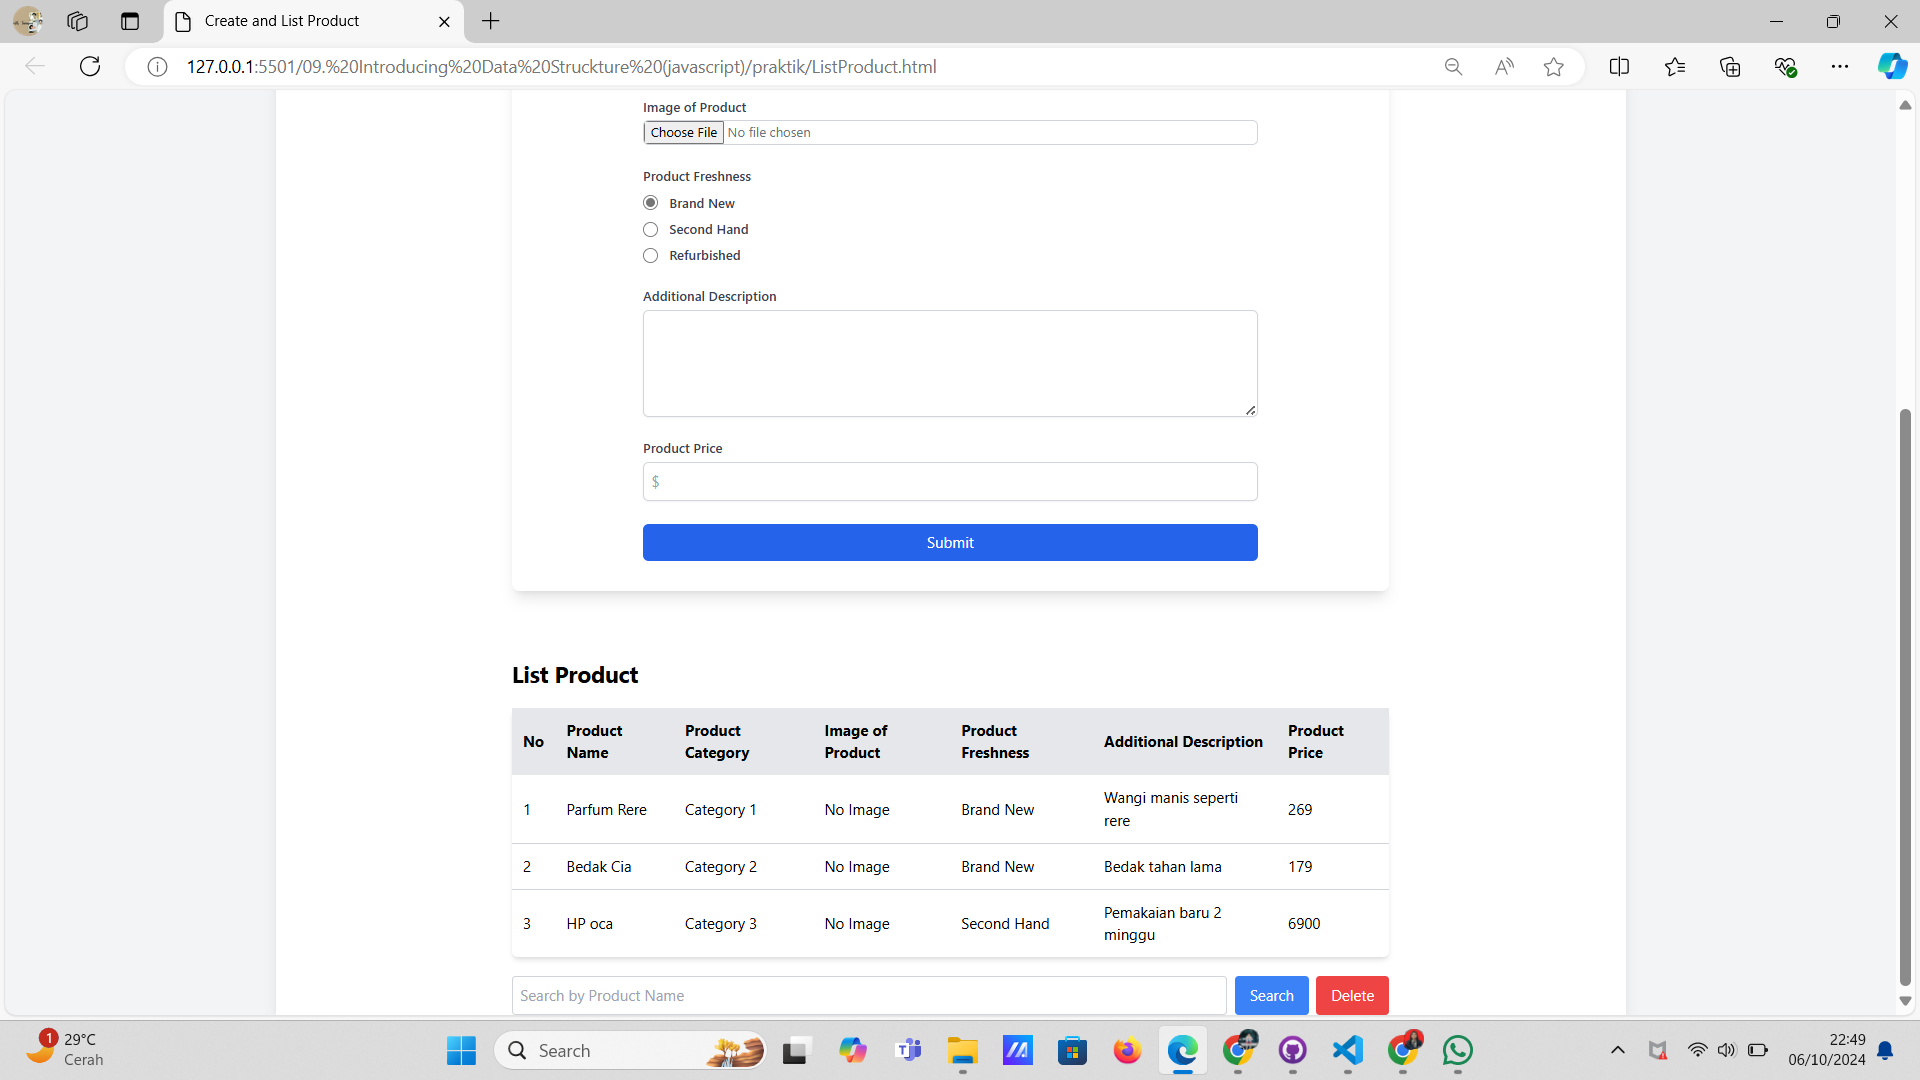 Create and List Product
127.0.0.1:5501/09.%20Introducing%20Data%20Struckture%20(javascript)/praktik/ListProduct.html
Image of Product
Choose File No file chosen
Product Freshness
Brand New
Second Hand
Refurbished
Additional Description
Product Price
$
Submit
List Product
No Product Name Product Category Image of Product Product Freshness Additional Description Product Price
1 Parfum Rere Category 1 No Image Brand New Wangi manis seperti rere 269
2 Bedak Cia Category 2 No Image Brand New Bedak tahan lama 179
3 HP oca Category 3 No Image Second Hand Pemakaian baru 2 minggu 6900
Search by Product Name Search Delete
1 29°C
Cerah
Search
22:49
06/10/2024